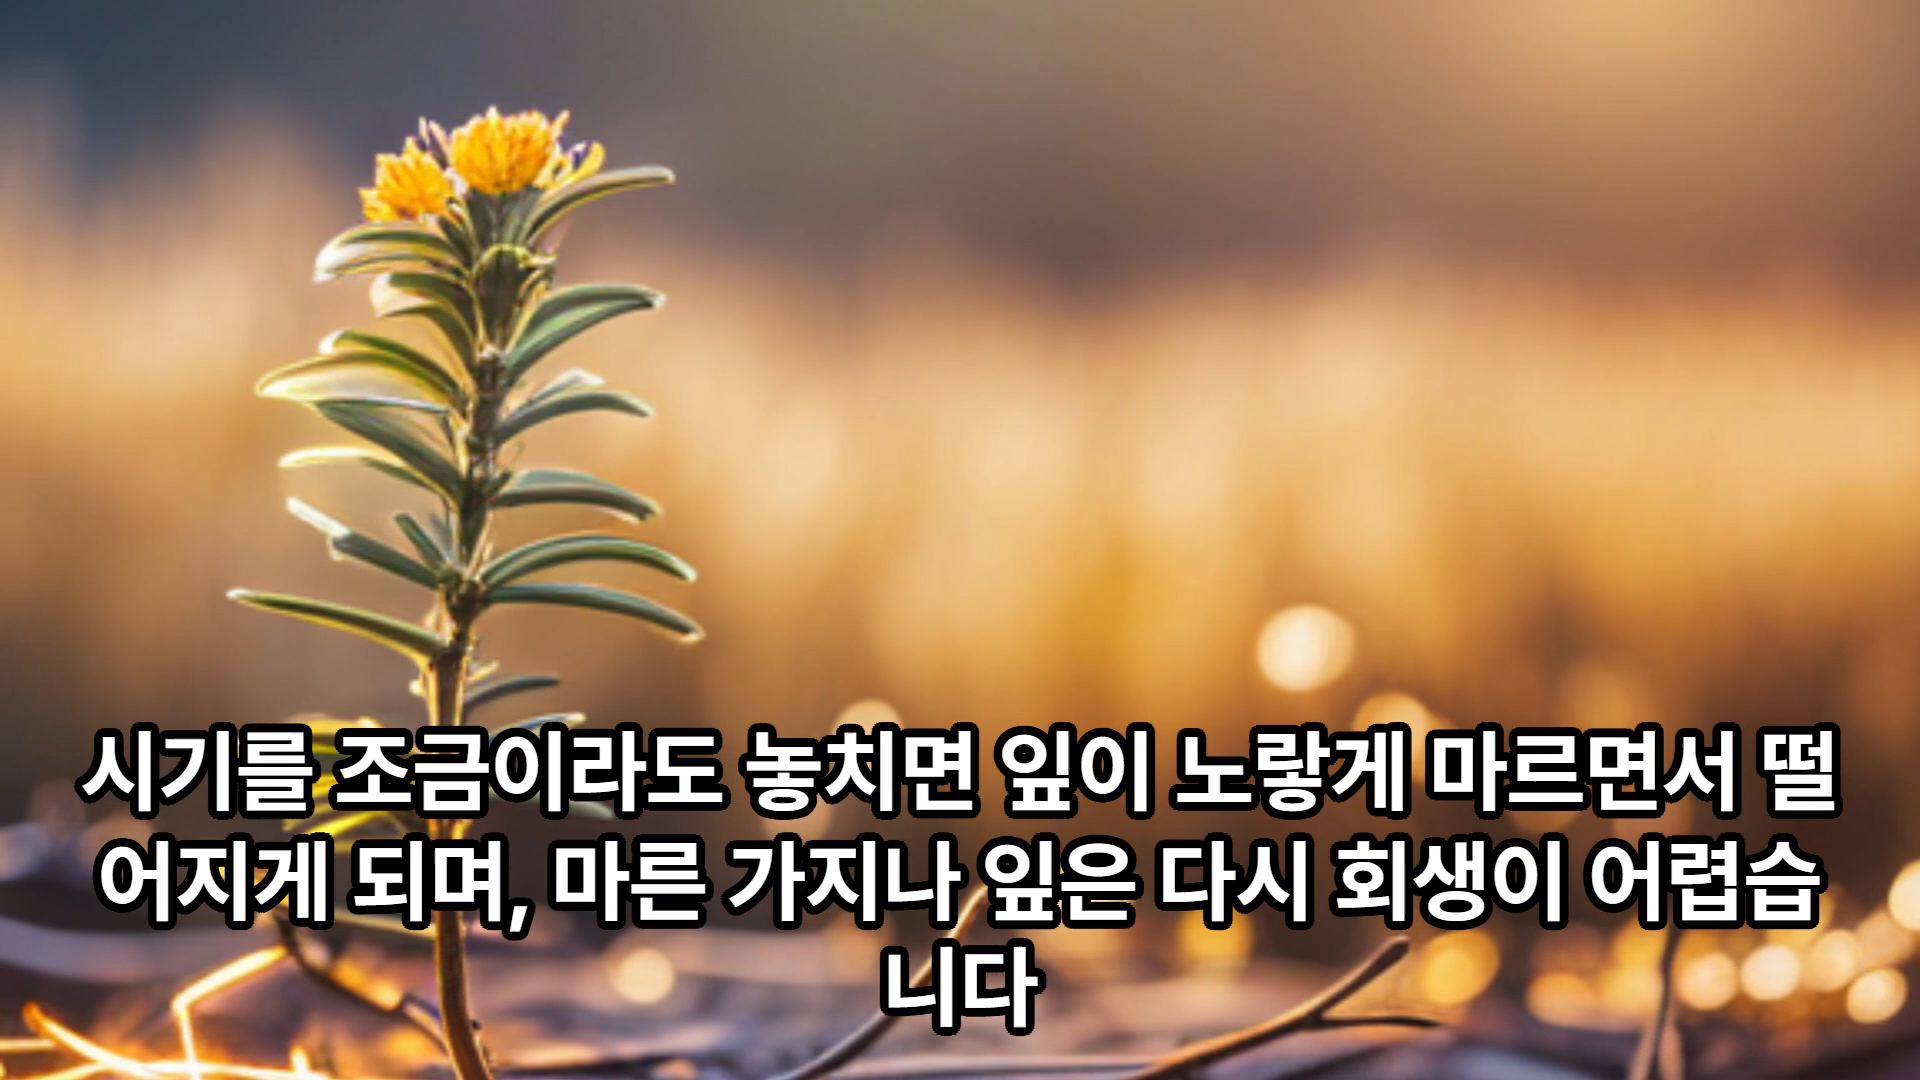 시기를 조금이라도 놓치면 잎이 노랗게 마르면서 떨
어지게 되며, 마른 가지나 잎은 다시 회생이 어렵습
니다